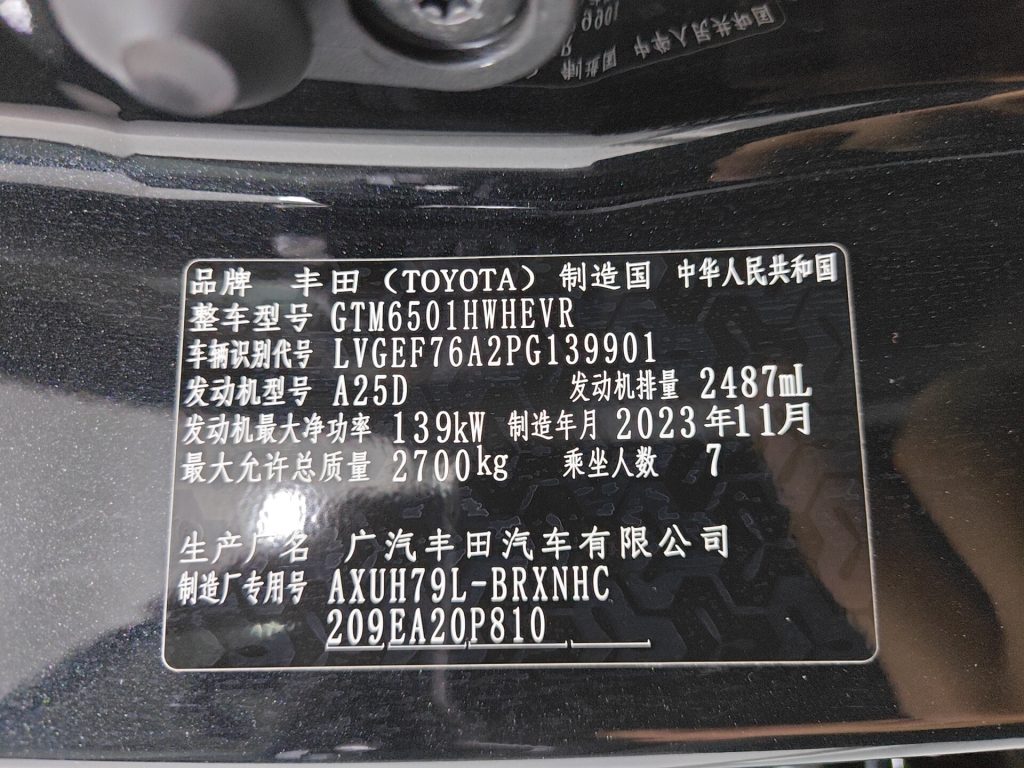 品牌 丰田（TOYOTA）制造国 中华人民共和国
整车型号 GTM6501HWHEVR
车辆识别代号 LVGEF76A2PG139901
发动机型号 A25D 发动机排量 2487mL
发动机最大净功率 139kW 制造年月 2023年11月
最大允许总质量 2700kg 乘坐人数 7
生产厂名 广汽丰田汽车有限公司
制造厂专用号 AXUH79L-BRXNHC
209EA20P810